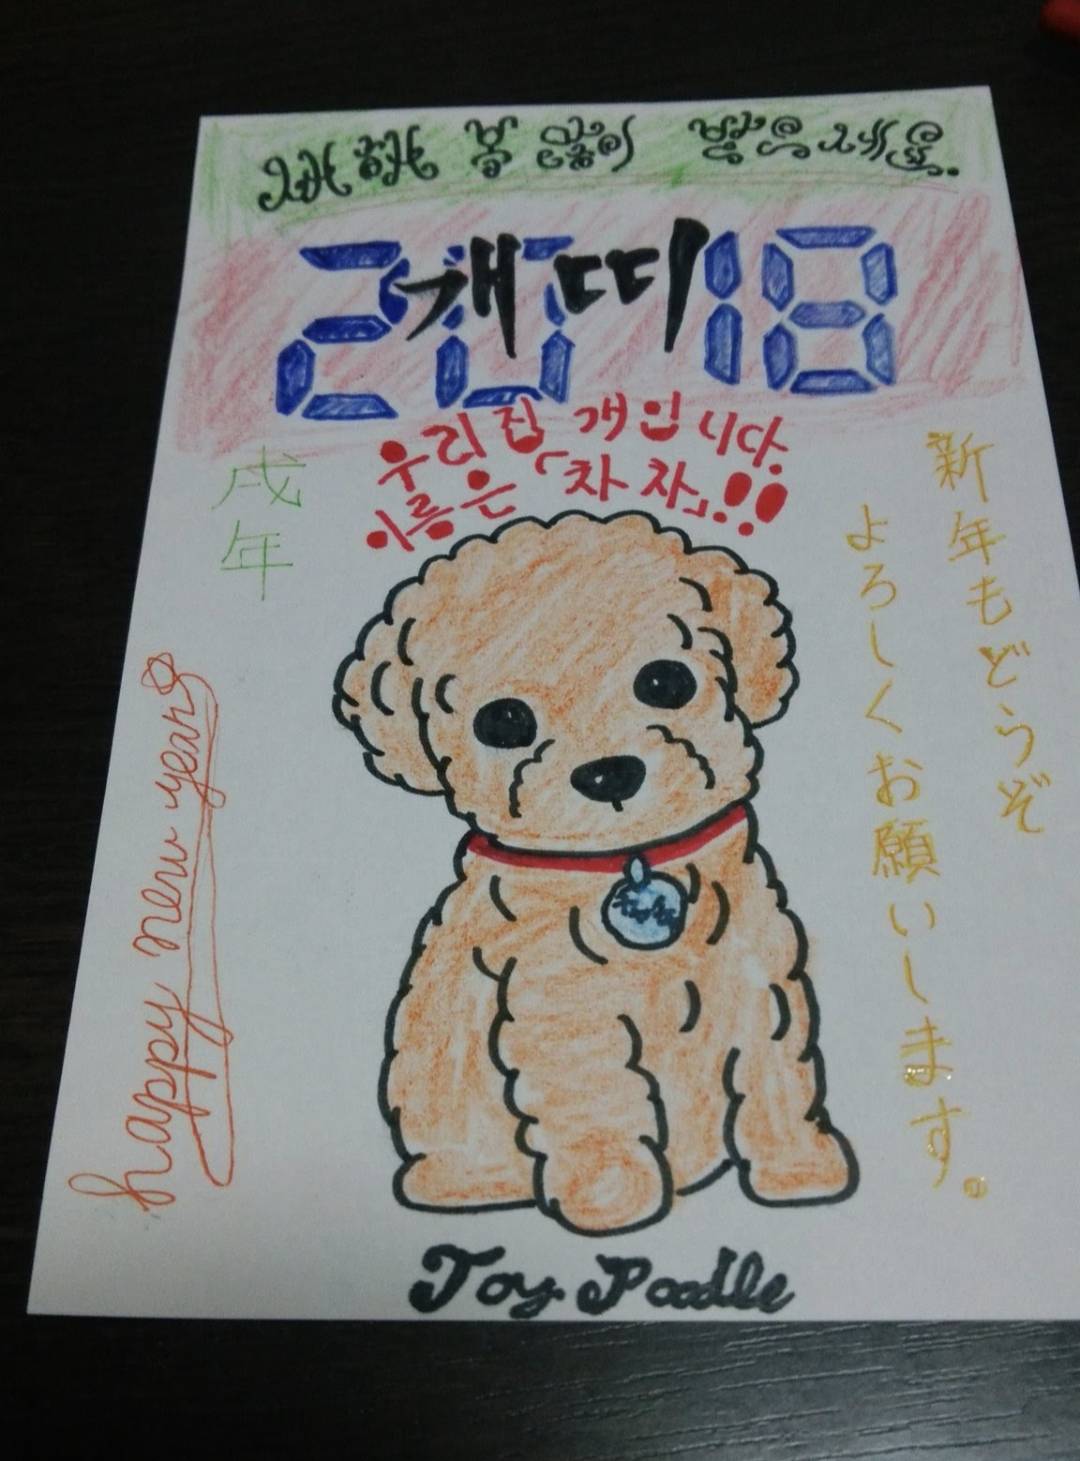 새해 복 많이 받으세요.
2018
개띠
우리집 개입니다.
이름은 「차차」!!
戌年
新年もどうぞ
よろしくお願いします。
happy new year
Toy Poodle